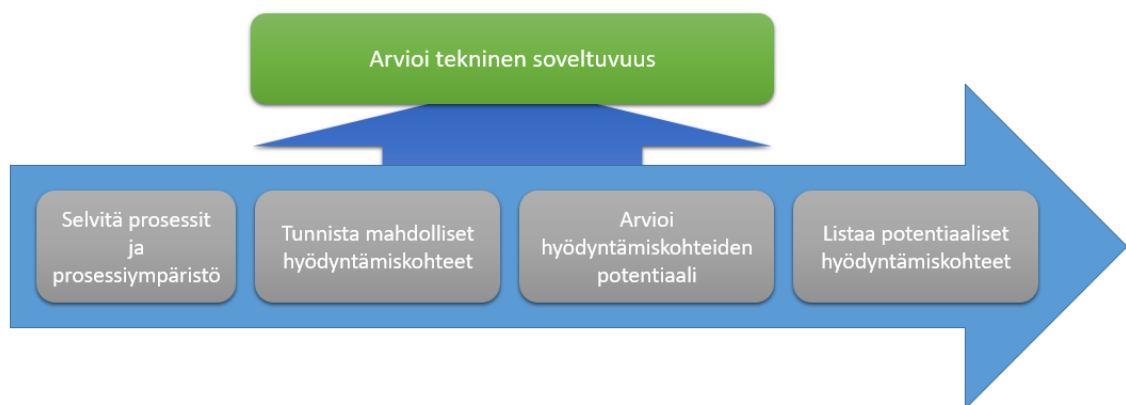 Arvioi tekninen soveltuvuus
Selvitä prosessit
ja
prosessiympäristö
Tunnista mahdolliset
hyödyntämiskohteet
Arvioi
hyödyntämiskohteiden
potentiaali
Listaa potentiaaliset
hyödyntämiskohteet